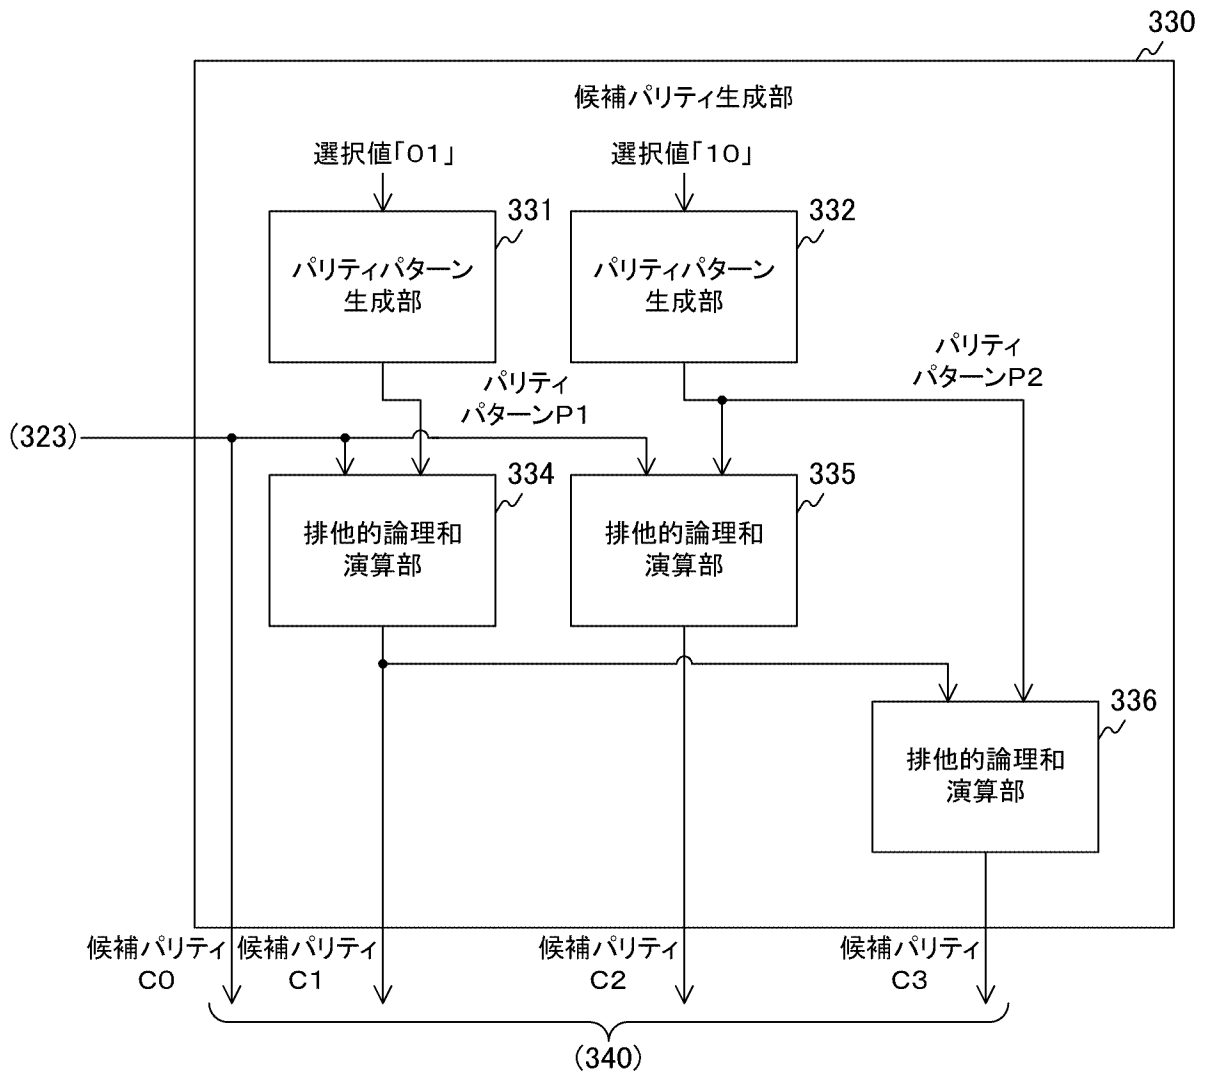 330
候補パリティ生成部
選択値「01」
選択値「10」
331
332
パリティパターン
生成部
パリティパターン
生成部
パリティ
パターンP2
パリティ
パターンP1
(323)
334
335
排他的論理和
演算部
排他的論理和
演算部
336
排他的論理和
演算部
候補パリティ
C0
候補パリティ
C1
候補パリティ
C2
候補パリティ
C3
(340)